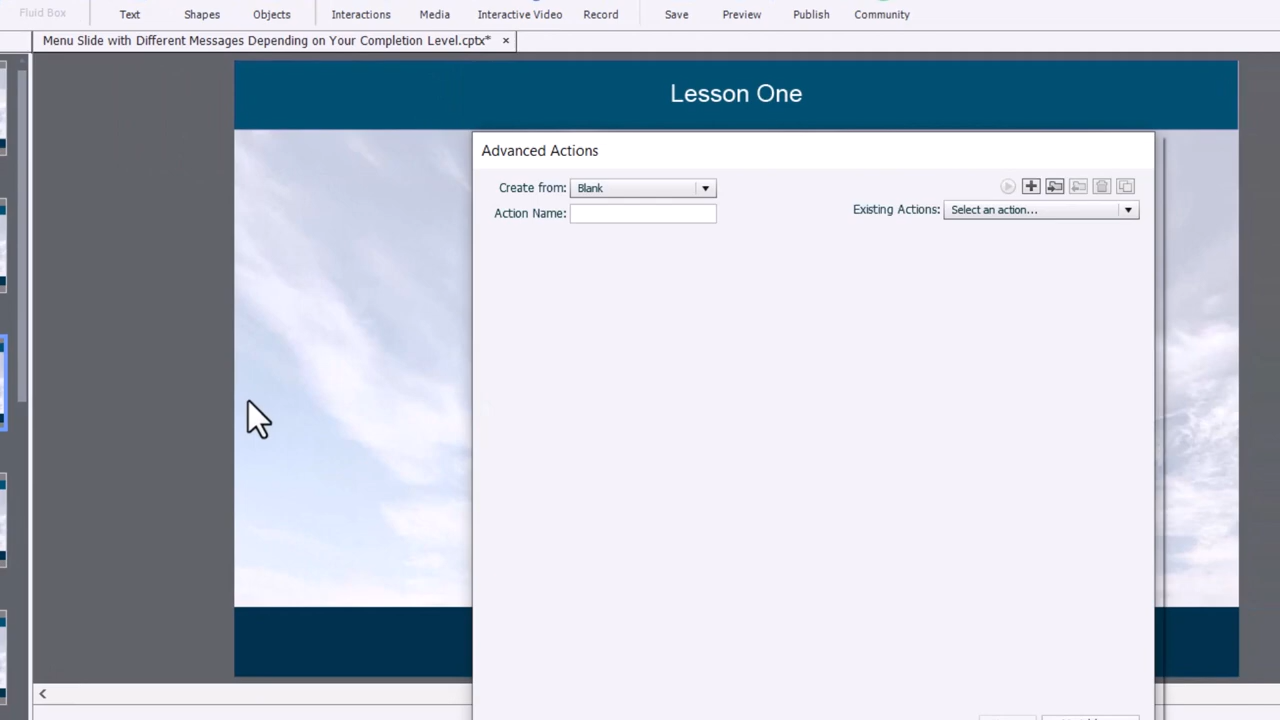 Fluid Box
Text
Shapes
Objects
Interactions
Media
Interactive Video
Record
Save
Preview
Publish
Community
Menu Slide with Different Messages Depending on Your Completion Level.cptx*
Lesson One
Advanced Actions
Create from: Blank
Action Name:
Existing Actions: Select an action...